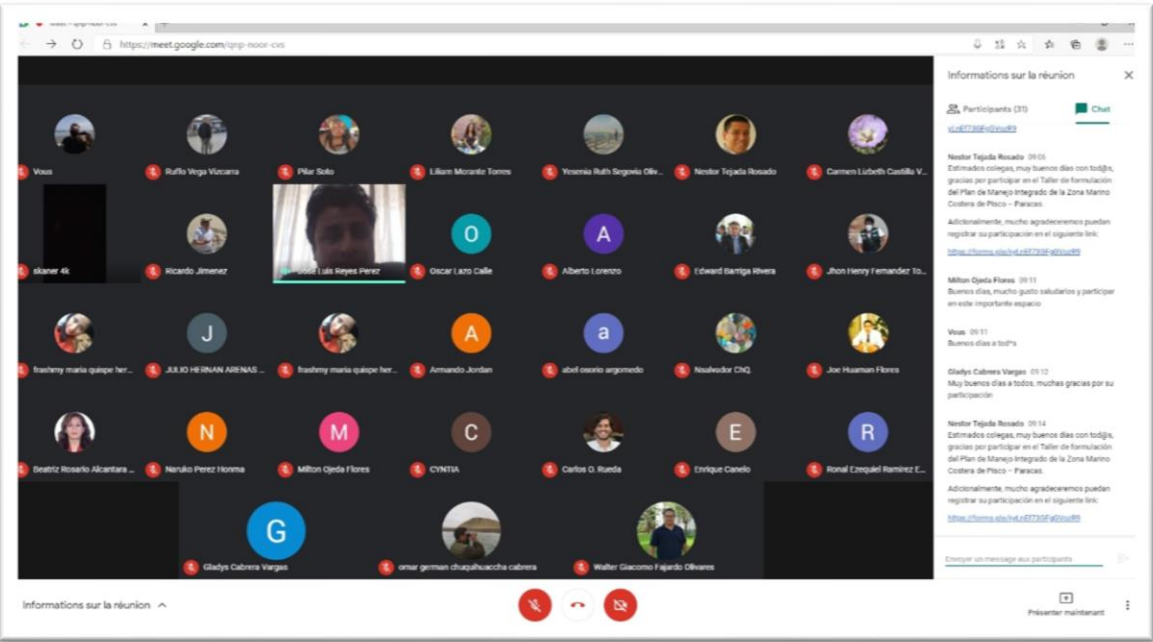 https://meet.google.com/qnp-noor-cvs
Vous
Ruffo Vega Vizcarra
Pilar Soto
Liliam Morante Torres
Yesenia Ruth Segovia Oliv...
Nestor Tejada Rosado
Carmen Lizbeth Castilla V...
skaner 4k
Ricardo Jimenez
Jose Luis Reyes Perez
O
Oscar Lazo Calle
A
Alberto Lorenzo
Edward Barriga Rivera
Jhon Henry Fernandez To...
frashmy maria quispe her...
J
JULIO HERNAN ARENAS ...
frashmy maria quispe her...
A
Armando Jordan
a
abel osorio argomedo
Nsalvador ChQ.
Joe Huaman Flores
Beatriz Rosario Alcantara ...
N
Naruko Perez Honma
M
Milton Ojeda Flores
C
CYNTIA
Carlos O. Rueda
E
Enrique Canelo
R
Ronal Ezequiel Ramirez E...
G
Gladys Cabrera Vargas
omar german chuquihuaccha cabrera
Walter Giacomo Fajardo Olivares
Informations sur la réunion
Participants (31)
Chat
Nestor Tejada Rosado 09:06
Estimados colegas, muy buenos días con tod@s,
gracias por participar en el Taller de formulación
del Plan de Manejo Integrado de la Zona Marino
Costera de Pisco – Paracas.
Adicionalmente, mucho agradeceremos puedan
registrar su participación en el siguiente link:
Milton Ojeda Flores 09:11
Buenos días, mucho gusto saludarlos y participar
en este importante espacio
Vous 09:11
Buenos días a tod*s
Gladys Cabrera Vargas 09:12
Muy buenos días a todos, muchas gracias por su
participación
Nestor Tejada Rosado 09:14
Estimados colegas, muy buenos días con tod@s,
gracias por participar en el Taller de formulación
del Plan de Manejo Integrado de la Zona Marino
Costera de Pisco – Paracas.
Adicionalmente, mucho agradeceremos puedan
registrar su participación en el siguiente link:
Envoyer un message aux participants
Informations sur la réunion
Présenter maintenant